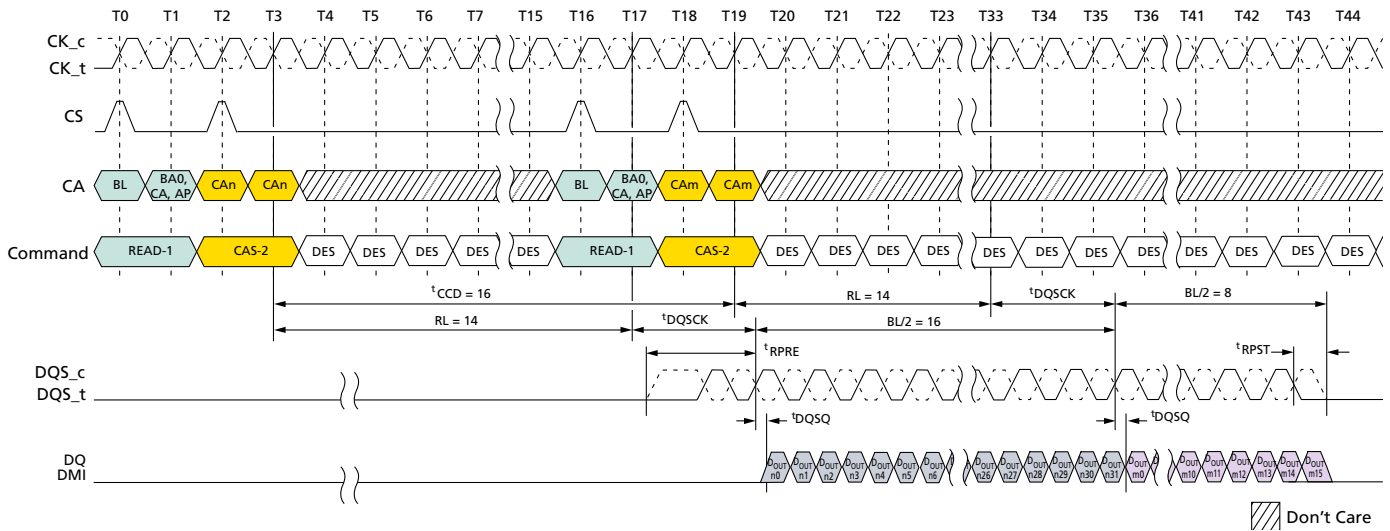 T0 T1 T2 T3 T4 T5 T6 T7 T15 T16 T17 T18 T19 T20 T21 T22 T23 T33 T34 T35 T36 T41 T42 T43 T44
CK_c
CK_t
CS
CA BL BA0, CA, AP CAn CAn BL BA0, CA, AP CAm CAm
Command READ-1 CAS-2 DES DES DES DES DES READ-1 CAS-2 DES DES DES DES DES DES DES DES DES DES DES DES
tCCD = 16 RL = 14 tDQSCK BL/2 = 8
RL = 14 tDQSCK BL/2 = 16
tRPRE tRPST
DQS_c
DQS_t
tDQSQ tDQSQ
DQ
DMI
DOUT n0 DOUT n1 DOUT n2 DOUT n3 DOUT n4 DOUT n5 DOUT n6 DOUT n26 DOUT n27 DOUT n28 DOUT n29 DOUT n30 DOUT n31 DOUT m0 D DOUT m10 DOUT m11 DOUT m12 DOUT m13 DOUT m14 DOUT m15
Don't Care